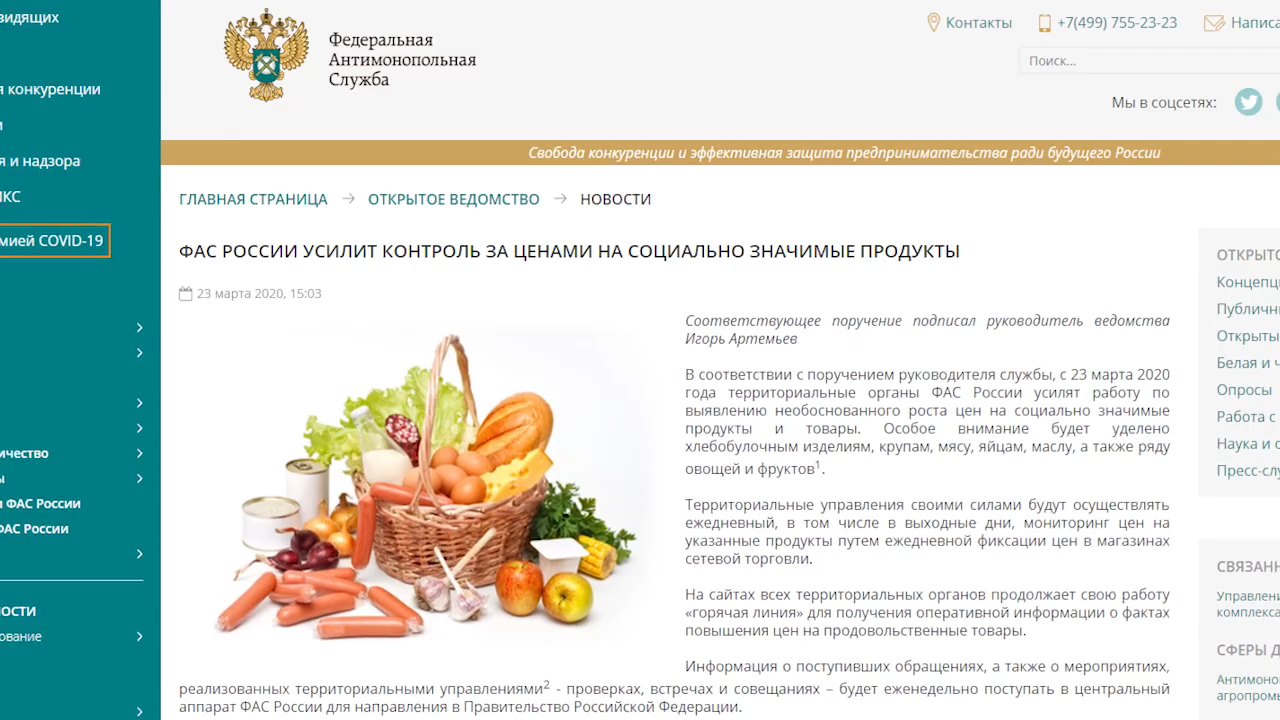 видящих
Федеральная
Антимонопольная
Служба
Контакты
+7(499) 755-23-23
Написа
Поиск...
Мы в соцсетях:
я конкуренции
и
я и надзора
КС
мией COVID-19
ичество
ы
и ФАС России
ФАС России
ости
ование
Свобода конкуренции и эффективная защита предпринимательства ради будущего России
ГЛАВНАЯ СТРАНИЦА → ОТКРЫТОЕ ВЕДОМСТВО → НОВОСТИ
ФАС РОССИИ УСИЛИТ КОНТРОЛЬ ЗА ЦЕНАМИ НА СОЦИАЛЬНО ЗНАЧИМЫЕ ПРОДУКТЫ
23 марта 2020, 15:03
Соответствующее поручение подписал руководитель ведомства
Игорь Артемьев
В соответствии с поручением руководителя службы, с 23 марта 2020
года территориальные органы ФАС России усилят работу по
выявлению необоснованного роста цен на социально значимые
продукты и товары. Особое внимание будет уделено
хлебобулочным изделиям, крупам, мясу, яйцам, маслу, а также ряду
овощей и фруктов¹.
Территориальные управления своими силами будут осуществлять
ежедневный, в том числе в выходные дни, мониторинг цен на
указанные продукты путем ежедневной фиксации цен в магазинах
сетевой торговли.
На сайтах всех территориальных органов продолжает свою работу
«горячая линия» для получения оперативной информации о фактах
повышения цен на продовольственные товары.
Информация о поступивших обращениях, а также о мероприятиях,
реализованных территориальными управлениями² - проверках, встречах и совещаниях – будет еженедельно поступать в центральный
аппарат ФАС России для направления в Правительство Российской Федерации.
ОТКРЫТО
Концепц
Публичн
Открыты
Белая и ч
Опросы
Работа с
Наука и о
Пресс-слу
СВЯЗАНН
Управлени
комплекса
СФЕРЫ Д
Антимоно
агропром